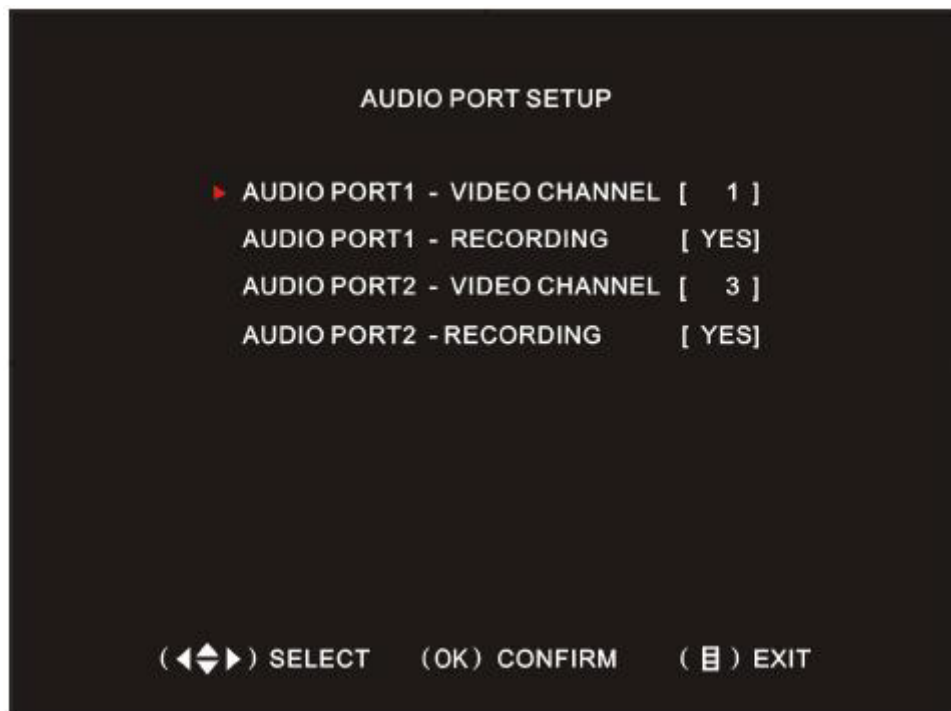 AUDIO PORT SETUP
AUDIO PORT1 - VIDEO CHANNEL [ 1 ]
AUDIO PORT1 - RECORDING [ YES]
AUDIO PORT2 - VIDEO CHANNEL [ 3 ]
AUDIO PORT2 - RECORDING [ YES]
(◀◆▶) SELECT (OK) CONFIRM ( ) EXIT